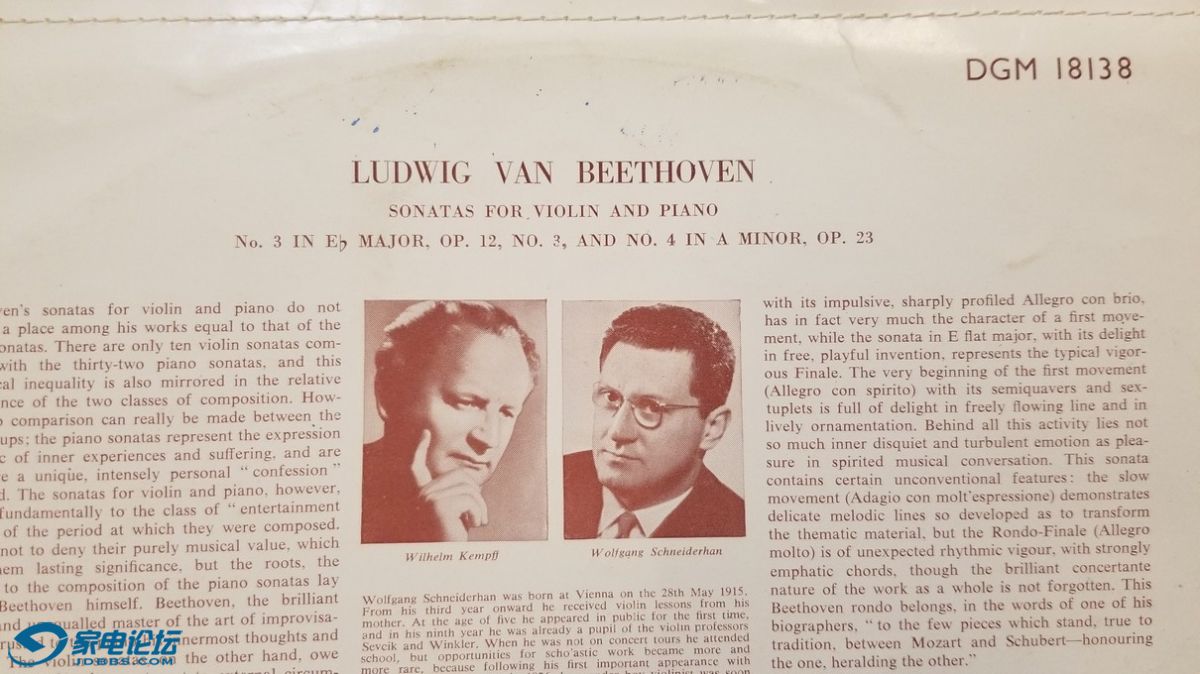 DGM 18138
LUDWIG VAN BEETHOVEN
SONATAS FOR VIOLIN AND PIANO
No. 3 IN E♭ MAJOR, OP. 12, NO. 3, AND NO. 4 IN A MINOR, OP. 23
ven's sonatas for violin and piano do not
a place among his works equal to that of the
onatas. There are only ten violin sonatas com-
with the thirty-two piano sonatas, and this
cal inequality is also mirrored in the relative
nce of the two classes of composition. How-
comparison can really be made between the
ups: the piano sonatas represent the expression
c of inner experiences and suffering, and are
e a unique, intensely personal "confession"
d. The sonatas for violin and piano, however,
fundamentally to the class of "entertainment
of the period at which they were composed.
not to deny their purely musical value, which
hem lasting significance, but the roots, the
to the composition of the piano sonatas lay
Beethoven himself. Beethoven, the brilliant
and unequalled master of the art of improvisa-
innermost thoughts and
the other hand, owe
Wilhelm Kempff
Wolfgang Schneiderhan
Wolfgang Schneiderhan was born at Vienna on the 28th May 1915.
From his third year onward he received violin lessons from his
mother. At the age of five he appeared in public for the first time,
and in his ninth year he was already a pupil of the violin professors
Sevcik and Winkler. When he was not on concert tours he attended
school, but opportunities for scho'astic work became more and
more rare, because following his first important appearance with
violinist was soon
with its impulsive, sharply profiled Allegro con brio,
has in fact very much the character of a first move-
ment, while the sonata in E flat major, with its delight
in free, playful invention, represents the typical vigor-
ous Finale. The very beginning of the first movement
(Allegro con spirito) with its semiquavers and sex-
tuplets is full of delight in freely flowing line and in
lively ornamentation. Behind all this activity lies not
so much inner disquiet and turbulent emotion as plea-
sure in spirited musical conversation. This sonata
contains certain unconventional features: the slow
movement (Adagio con molt'espressione) demonstrates
delicate melodic lines so developed as to transform
the thematic material, but the Rondo-Finale (Allegro
molto) is of unexpected rhythmic vigour, with strongly
emphatic chords, though the brilliant concertante
nature of the work as a whole is not forgotten. This
Beethoven rondo belongs, in the words of one of his
biographers, "to the few pieces which stand, true to
tradition, between Mozart and Schubert—honouring
the one, heralding the other."
家电论坛
JDBBS.COM